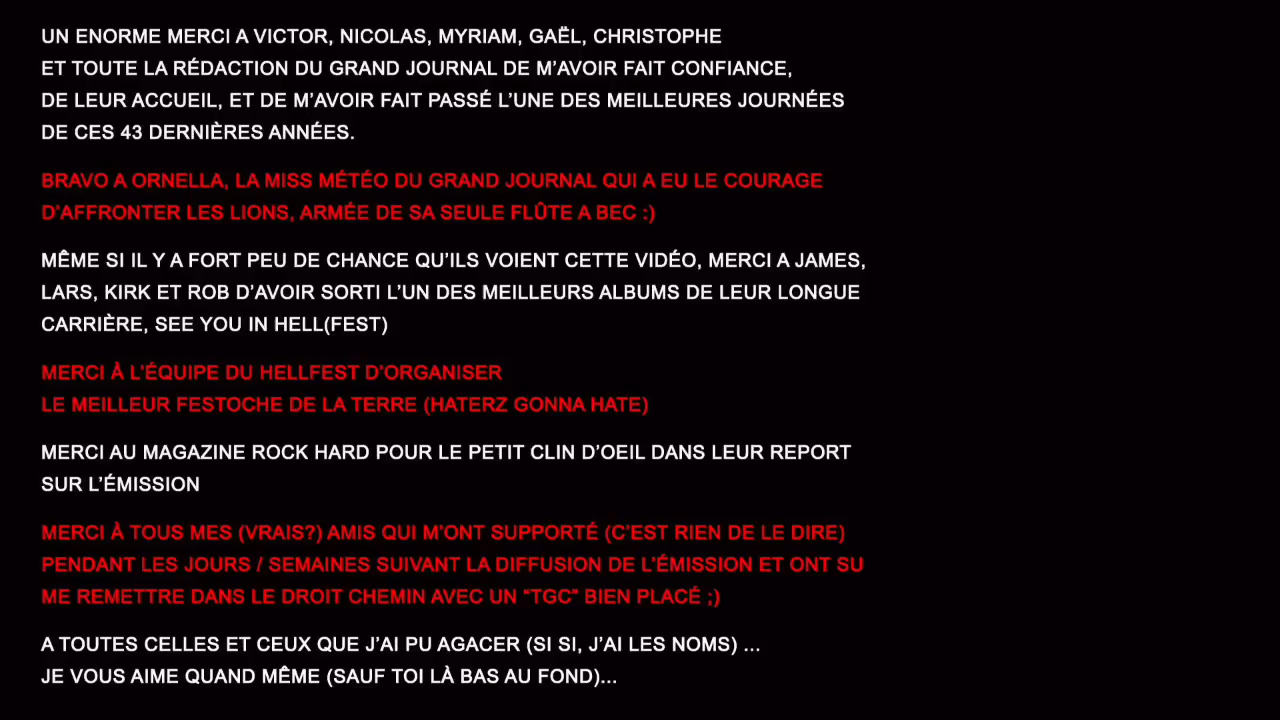 UN ENORME MERCI A VICTOR, NICOLAS, MYRIAM, GAËL, CHRISTOPHE
ET TOUTE LA RÉDACTION DU GRAND JOURNAL DE M’AVOIR FAIT CONFIANCE,
DE LEUR ACCUEIL, ET DE M’AVOIR FAIT PASSÉ L’UNE DES MEILLEURES JOURNÉES
DE CES 43 DERNIÈRES ANNÉES.
BRAVO A ORNELLA, LA MISS MÉTÉO DU GRAND JOURNAL QUI A EU LE COURAGE
D’AFFRONTER LES LIONS, ARMÉE DE SA SEULE FLÛTE A BEC :)
MÊME SI IL Y A FORT PEU DE CHANCE QU’ILS VOIENT CETTE VIDÉO, MERCI A JAMES,
LARS, KIRK ET ROB D’AVOIR SORTI L’UN DES MEILLEURS ALBUMS DE LEUR LONGUE
CARRIÈRE, SEE YOU IN HELL(FEST)
MERCI À L’ÉQUIPE DU HELLFEST D’ORGANISER
LE MEILLEUR FESTOCHE DE LA TERRE (HATERZ GONNA HATE)
MERCI AU MAGAZINE ROCK HARD POUR LE PETIT CLIN D’OEIL DANS LEUR REPORT
SUR L’ÉMISSION
MERCI À TOUS MES (VRAIS?) AMIS QUI M’ONT SUPPORTÉ (C’EST RIEN DE LE DIRE)
PENDANT LES JOURS / SEMAINES SUIVANT LA DIFFUSION DE L’ÉMISSION ET ONT SU
ME REMETTRE DANS LE DROIT CHEMIN AVEC UN “TGC” BIEN PLACÉ ;)
A TOUTES CELLES ET CEUX QUE J’AI PU AGACER (SI SI, J’AI LES NOMS) ...
JE VOUS AIME QUAND MÊME (SAUF TOI LÀ BAS AU FOND)...